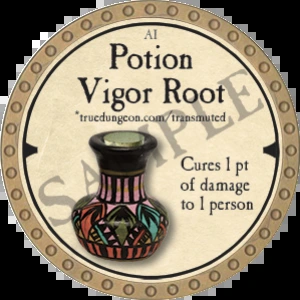 AI
Potion
Vigor Root
*truedungeon.com/transmuted
SAMPLE
Cures 1 pt
of damage
to 1 person